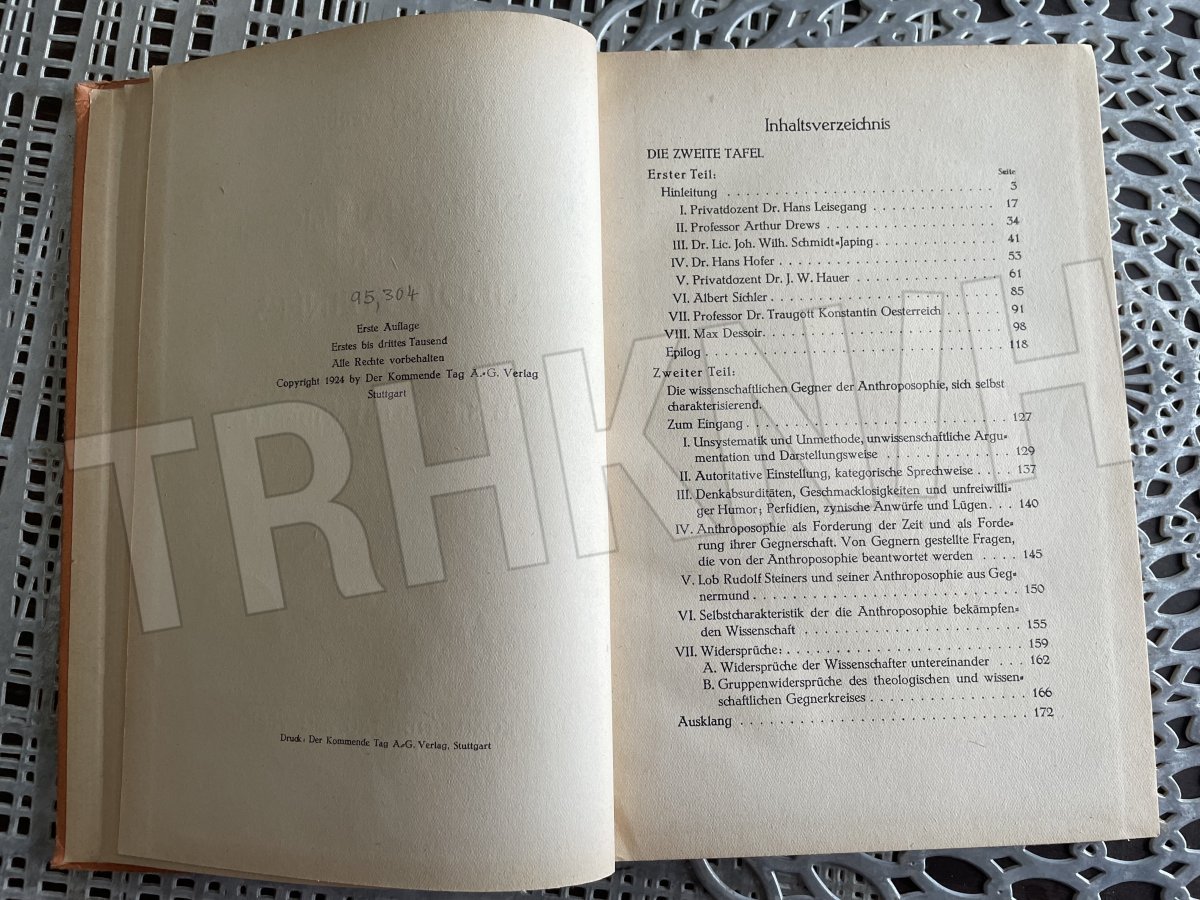 95,304
Erste Auflage
Erstes bis drittes Tausend
Alle Rechte vorbehalten
Copyright 1924 by Der Kommende Tag A.-G. Verlag
Stuttgart
Druck: Der Kommende Tag A.-G. Verlag, Stuttgart
Inhaltsverzeichnis
DIE ZWEITE TAFEL
Erster Teil: Seite
Hinleitung . . . . . . . . . . . . . . . . . . . . . . . . . . . 3
I. Privatdozent Dr. Hans Leisegang . . . . . . . . . . . . . 17
II. Professor Arthur Drews . . . . . . . . . . . . . . . . . . 34
III. Dr. Lic. Joh. Wilh. Schmidt-Japing . . . . . . . . . . . . 41
IV. Dr. Hans Hofer . . . . . . . . . . . . . . . . . . . . . . 53
V. Privatdozent Dr. J. W. Hauer . . . . . . . . . . . . . . . 61
VI. Albert Sichler . . . . . . . . . . . . . . . . . . . . . . . 85
VII. Professor Dr. Traugott Konstantin Oesterreich . . . . . . 91
VIII. Max Dessoir . . . . . . . . . . . . . . . . . . . . . . . . 98
Epilog . . . . . . . . . . . . . . . . . . . . . . . . . . . . . 118
Zweiter Teil:
Die wissenschaftlichen Gegner der Anthroposophie, sich selbst
charakterisierend.
Zum Eingang . . . . . . . . . . . . . . . . . . . . . . . . . 127
I. Unsystematik und Unmethode, unwissenschaftliche Argu-
mentation und Darstellungsweise . . . . . . . . . . . . . 129
II. Autoritative Einstellung, kategorische Sprechweise . . . . 137
III. Denkabsurditäten, Geschmacklosigkeiten und unfreiwilli-
ger Humor; Perfidien, zynische Anwürfe und Lügen . . . 140
IV. Anthroposophie als Forderung der Zeit und als Forde-
rung ihrer Gegnerschaft. Von Gegnern gestellte Fragen,
die von der Anthroposophie beantwortet werden . . . . 145
V. Lob Rudolf Steiners und seiner Anthroposophie aus Geg-
nermund . . . . . . . . . . . . . . . . . . . . . . . . . . . 150
VI. Selbstcharakteristik der die Anthroposophie bekämpfen-
den Wissenschaft . . . . . . . . . . . . . . . . . . . . . . 155
VII. Widersprüche: . . . . . . . . . . . . . . . . . . . . . . . 159
A. Widersprüche der Wissenschafter untereinander . . . 162
B. Gruppenwidersprüche des theologischen und wissen-
schaftlichen Gegnerkreises . . . . . . . . . . . . . . . . 166
Ausklang . . . . . . . . . . . . . . . . . . . . . . . . . . . . 172
TRHKNAH